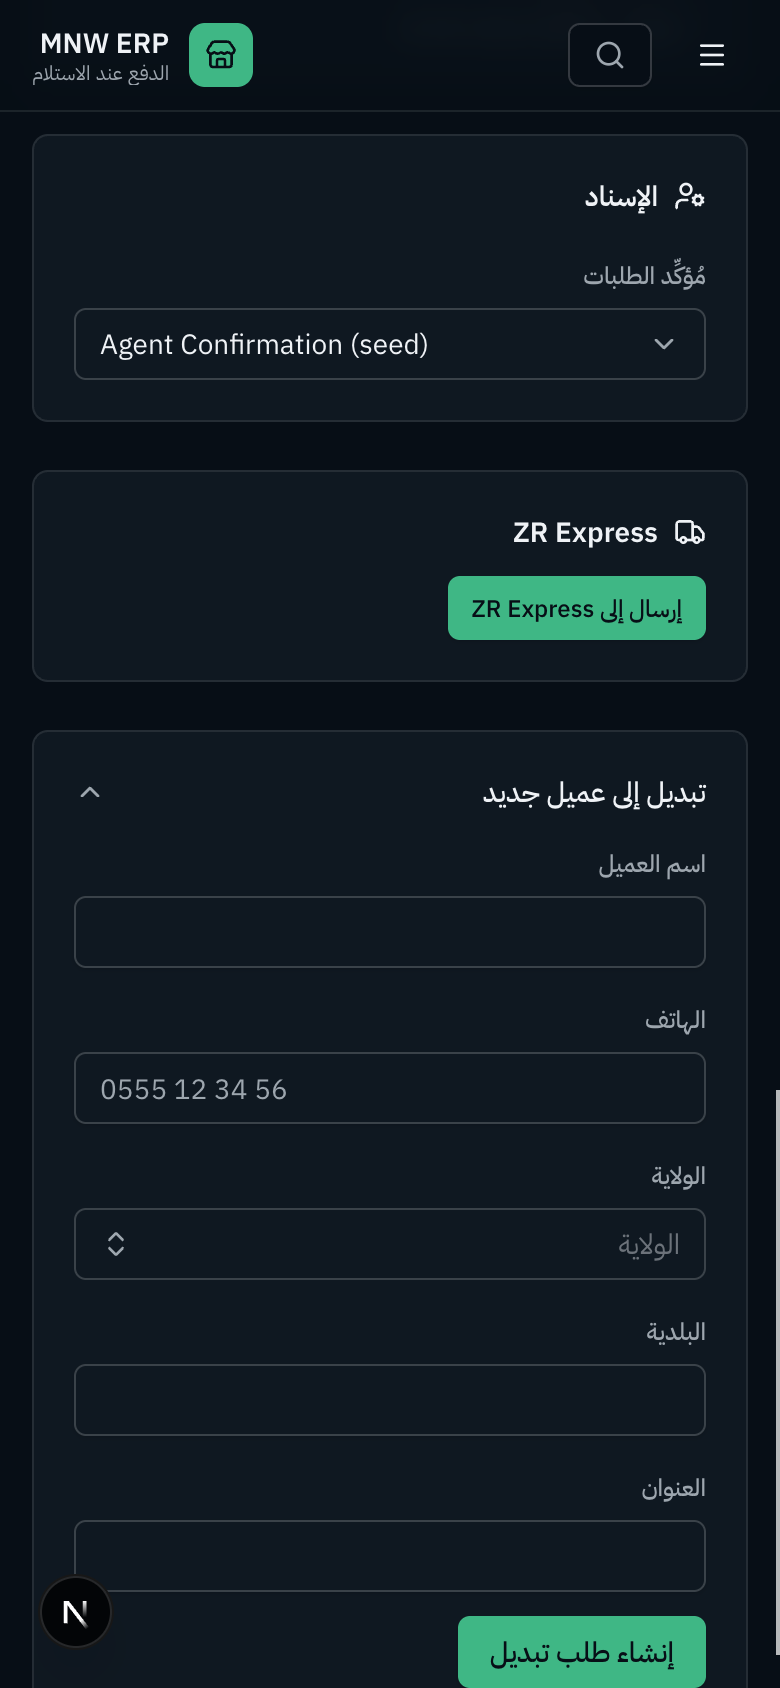 MNW ERP
الدفع عند الاستلام
الإسناد
مُؤكِّد الطلبات
Agent Confirmation (seed)
ZR Express
إرسال إلى ZR Express
تبديل إلى عميل جديد
اسم العميل
الهاتف
0555 12 34 56
الولاية
الولاية
البلدية
العنوان
N
إنشاء طلب تبديل